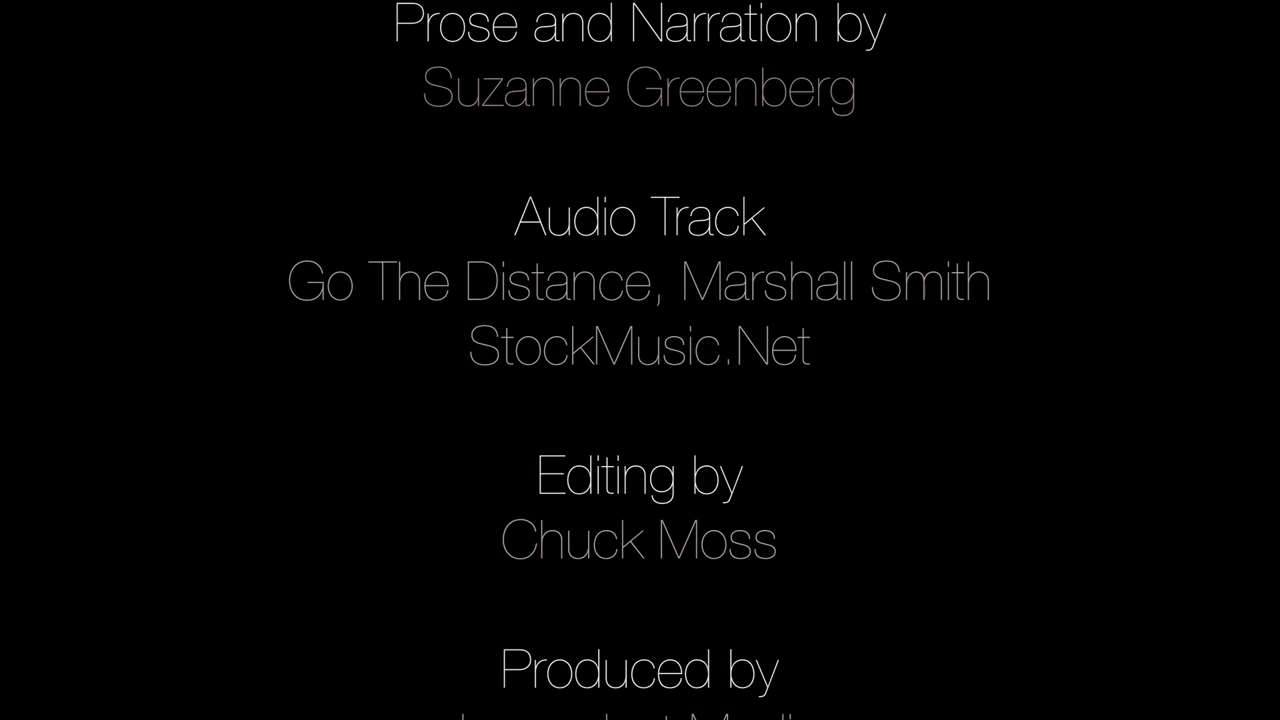 Prose and Narration by
Suzanne Greenberg
Audio Track
Go The Distance, Marshall Smith
StockMusic.Net
Editing by
Chuck Moss
Produced by